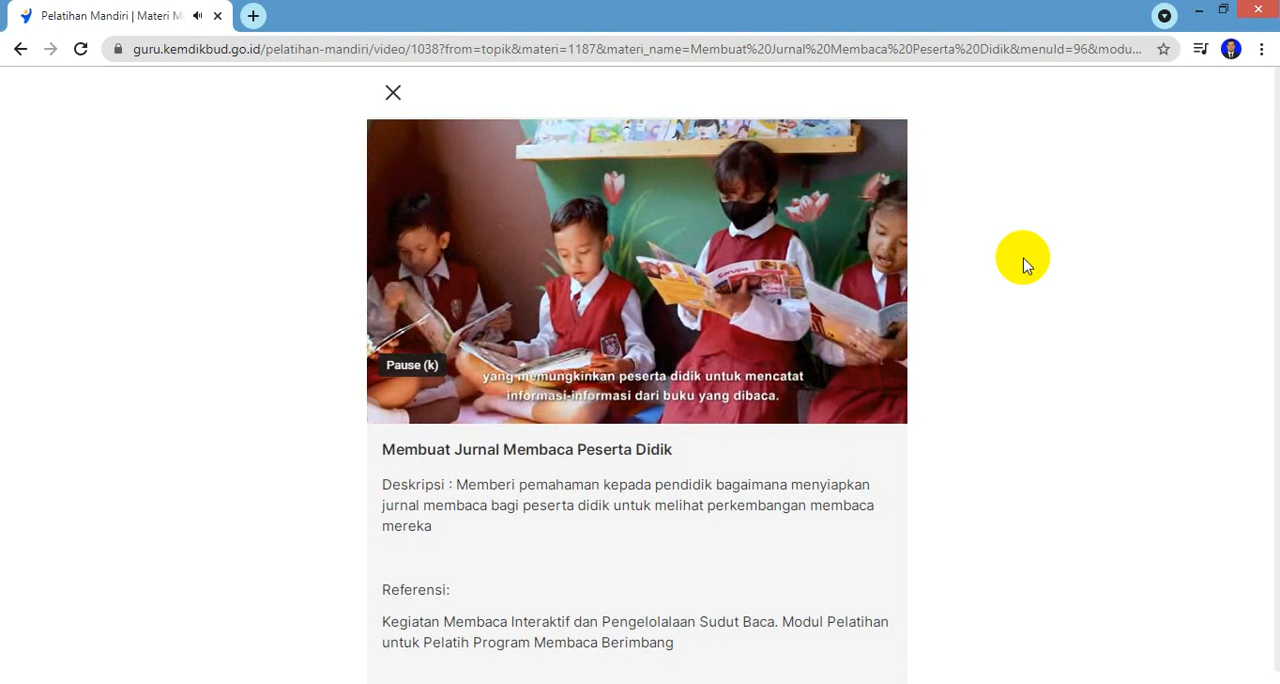 Pelatihan Mandiri | Materi M
guru.kemdikbud.go.id/pelatihan-mandiri/video/1038?from=topik&materi=1187&materi_name=Membuat%20Jurnal%20Membaca%20Peserta%20Didik&menuId=96&modu...
Pause (k)
yang memungkinkan peserta didik untuk mencatat
informasi-informasi dari buku yang dibaca.
Membuat Jurnal Membaca Peserta Didik
Deskripsi : Memberi pemahaman kepada pendidik bagaimana menyiapkan
jurnal membaca bagi peserta didik untuk melihat perkembangan membaca
mereka
Referensi:
Kegiatan Membaca Interaktif dan Pengelolalaan Sudut Baca. Modul Pelatihan
untuk Pelatih Program Membaca Berimbang